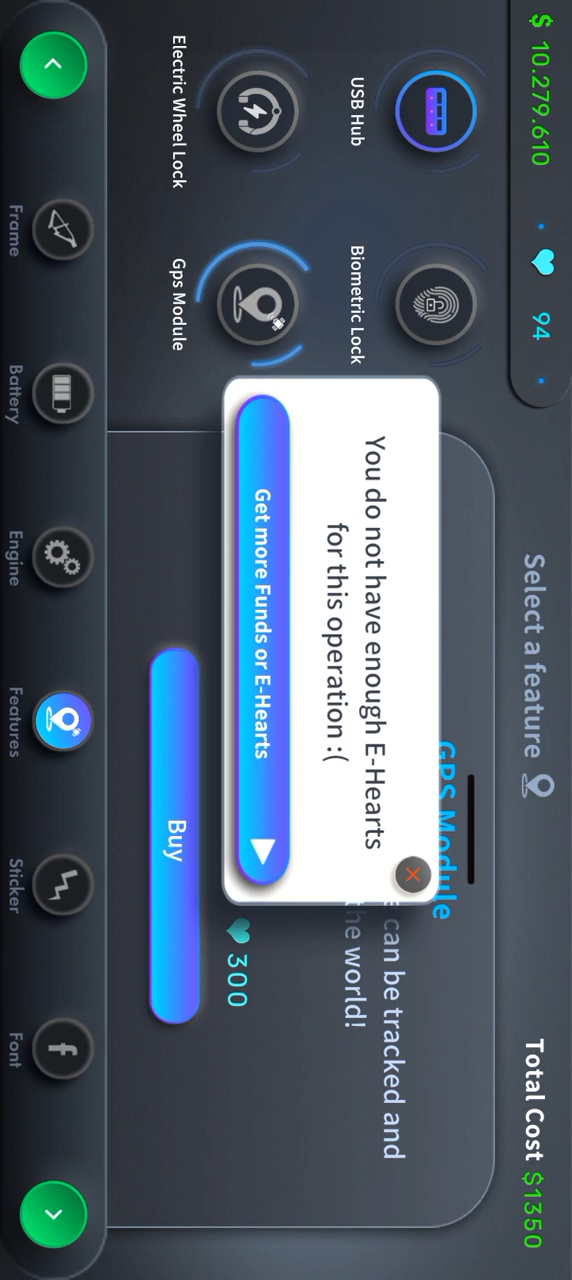 $ 10.279.610
94
Select a feature
Total Cost $1350
USB Hub
Biometric Lock
Electric Wheel Lock
Gps Module
GPS Module
can be tracked and
the world!
You do not have enough E-Hearts
for this operation :(
Get more Funds or E-Hearts
300
Buy
Frame
Battery
Engine
Features
Sticker
Font